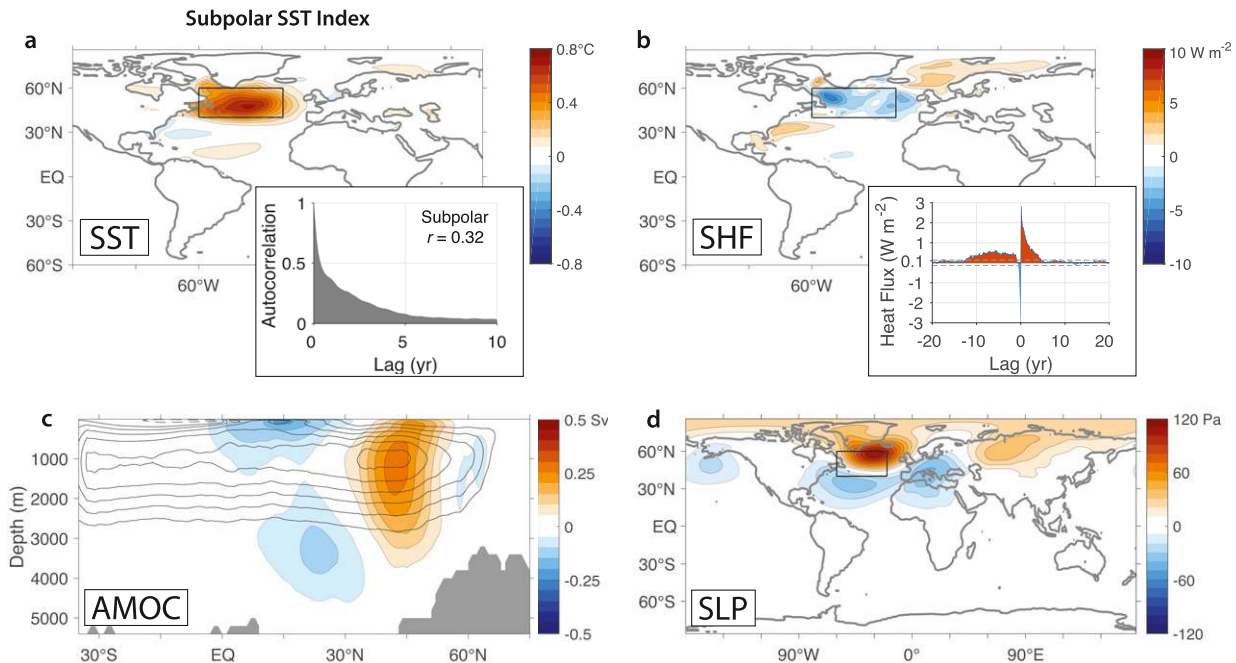 Subpolar SST Index
a
60°N
30°N
EQ
30°S
60°S
60°W
SST
0.8°C
0.4
0
-0.4
-0.8
Autocorrelation
1
0.5
0
Subpolar
r = 0.32
0
5
10
Lag (yr)
b
60°N
30°N
EQ
30°S
60°S
60°W
SHF
10 W m-2
5
0
-5
-10
Heat Flux (W m-2)
3
2
1
0.1
-1
-2
-3
-20
-10
0
10
20
Lag (yr)
c
Depth (m)
1000
2000
3000
4000
5000
AMOC
30°S
EQ
30°N
60°N
0.5 Sv
0.25
0
-0.25
-0.5
d
60°N
30°N
EQ
30°S
60°S
SLP
90°W
0°
90°E
120 Pa
60
0
-60
-120